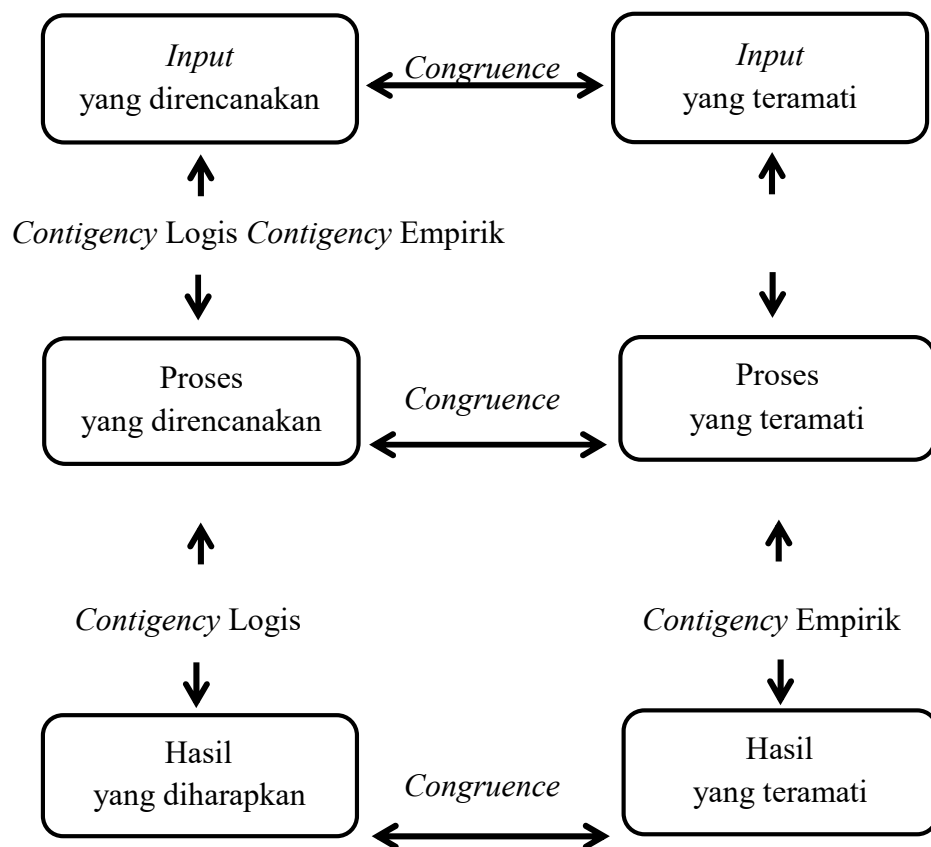 Input
yang direncanakan
Congruence
Input
yang teramati
Contigency Logis Contigency Empirik
Proses
yang direncanakan
Congruence
Proses
yang teramati
Contigency Logis
Contigency Empirik
Hasil
yang diharapkan
Congruence
Hasil
yang teramati